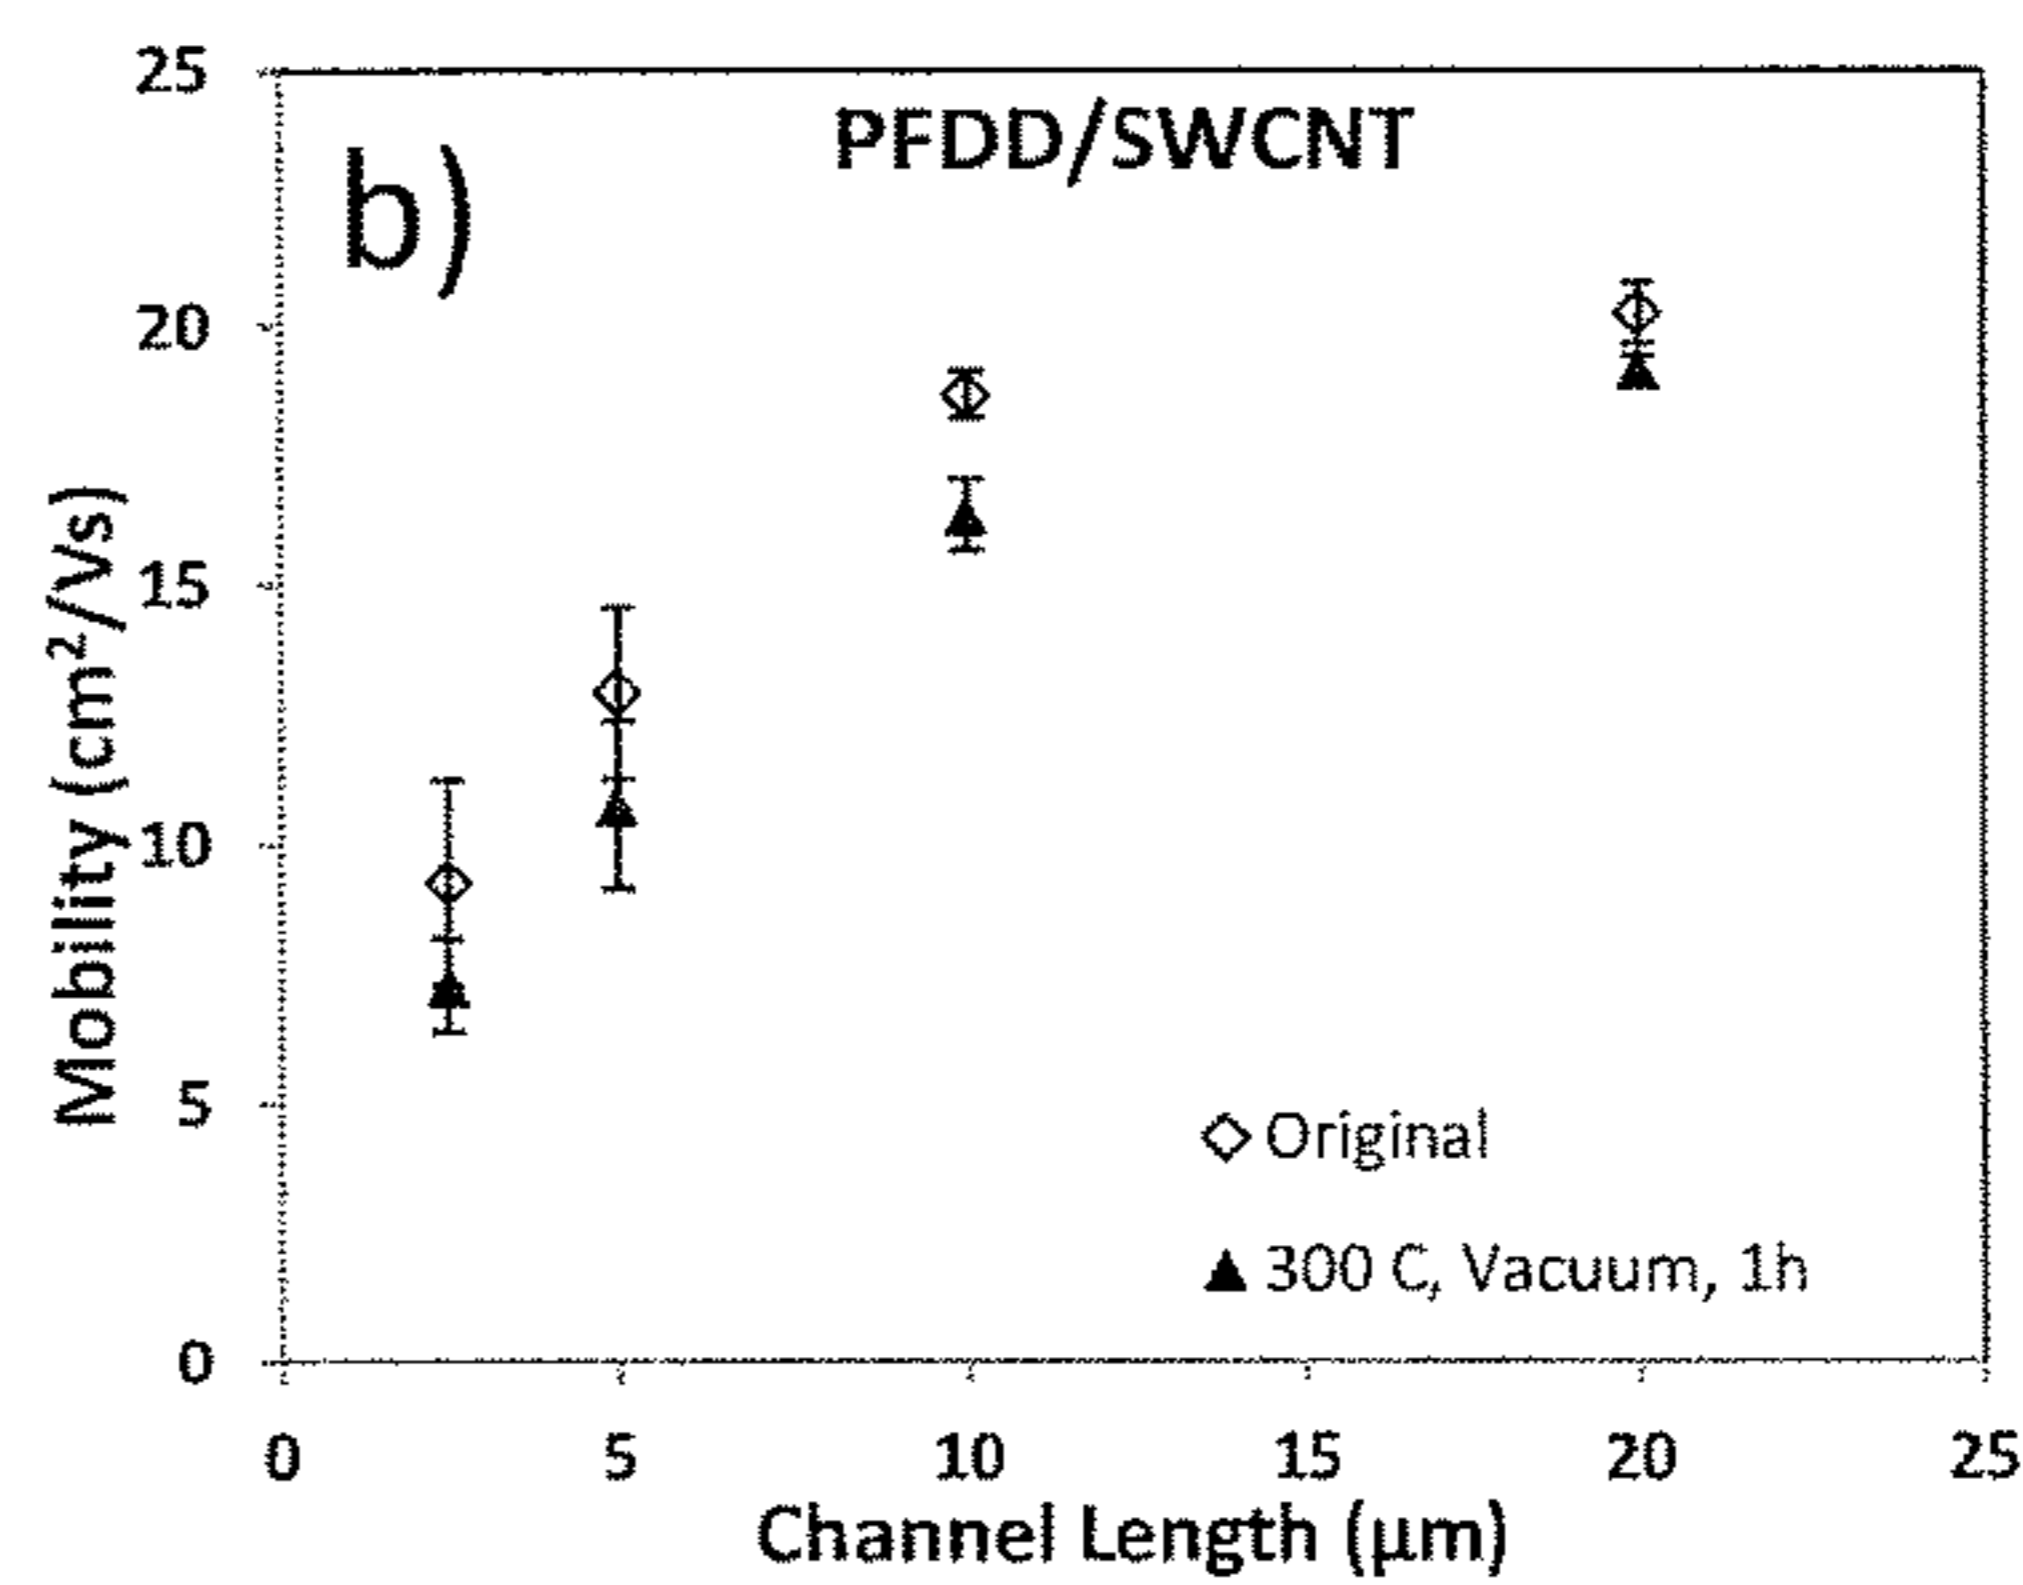 PFDD/SWCNT
b)
Mobility (cm²/Vs)
25
20
15
10
5
0
Original
300 C, Vacuum, 1h
0 5 10 15 20 25
Channel Length (µm)